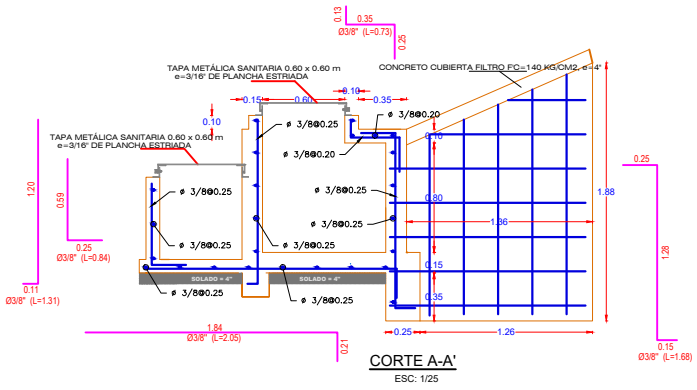 0.13
0.35
Ø3/8" (L=0.73)
0.25
TAPA METÁLICA SANITARIA 0.60 x 0.60 m
e=3/16" DE PLANCHA ESTRIADA
CONCRETO CUBIERTA FILTRO FC=140 KG/CM2, e=4"
0.10
0.15
0.60
0.35
0.10
TAPA METÁLICA SANITARIA 0.60 x 0.60 m
e=3/16" DE PLANCHA ESTRIADA
ø 3/8@0.25
ø 3/8@0.20
ø 3/8@0.20
0.10
1.20
0.59
0.25
Ø3/8" (L=0.84)
ø 3/8@0.25
ø 3/8@0.25
0.80
0.25
1.88
1.36
ø 3/8@0.25
ø 3/8@0.25
ø 3/8@0.25
1.28
0.15
SOLADO = 4"
SOLADO = 4"
0.11
Ø3/8" (L=1.31)
ø 3/8@0.25
ø 3/8@0.25
0.35
1.84
Ø3/8" (L=2.05)
0.21
0.25
1.26
0.15
Ø3/8" (L=1.68)
CORTE A-A'
ESC: 1/25